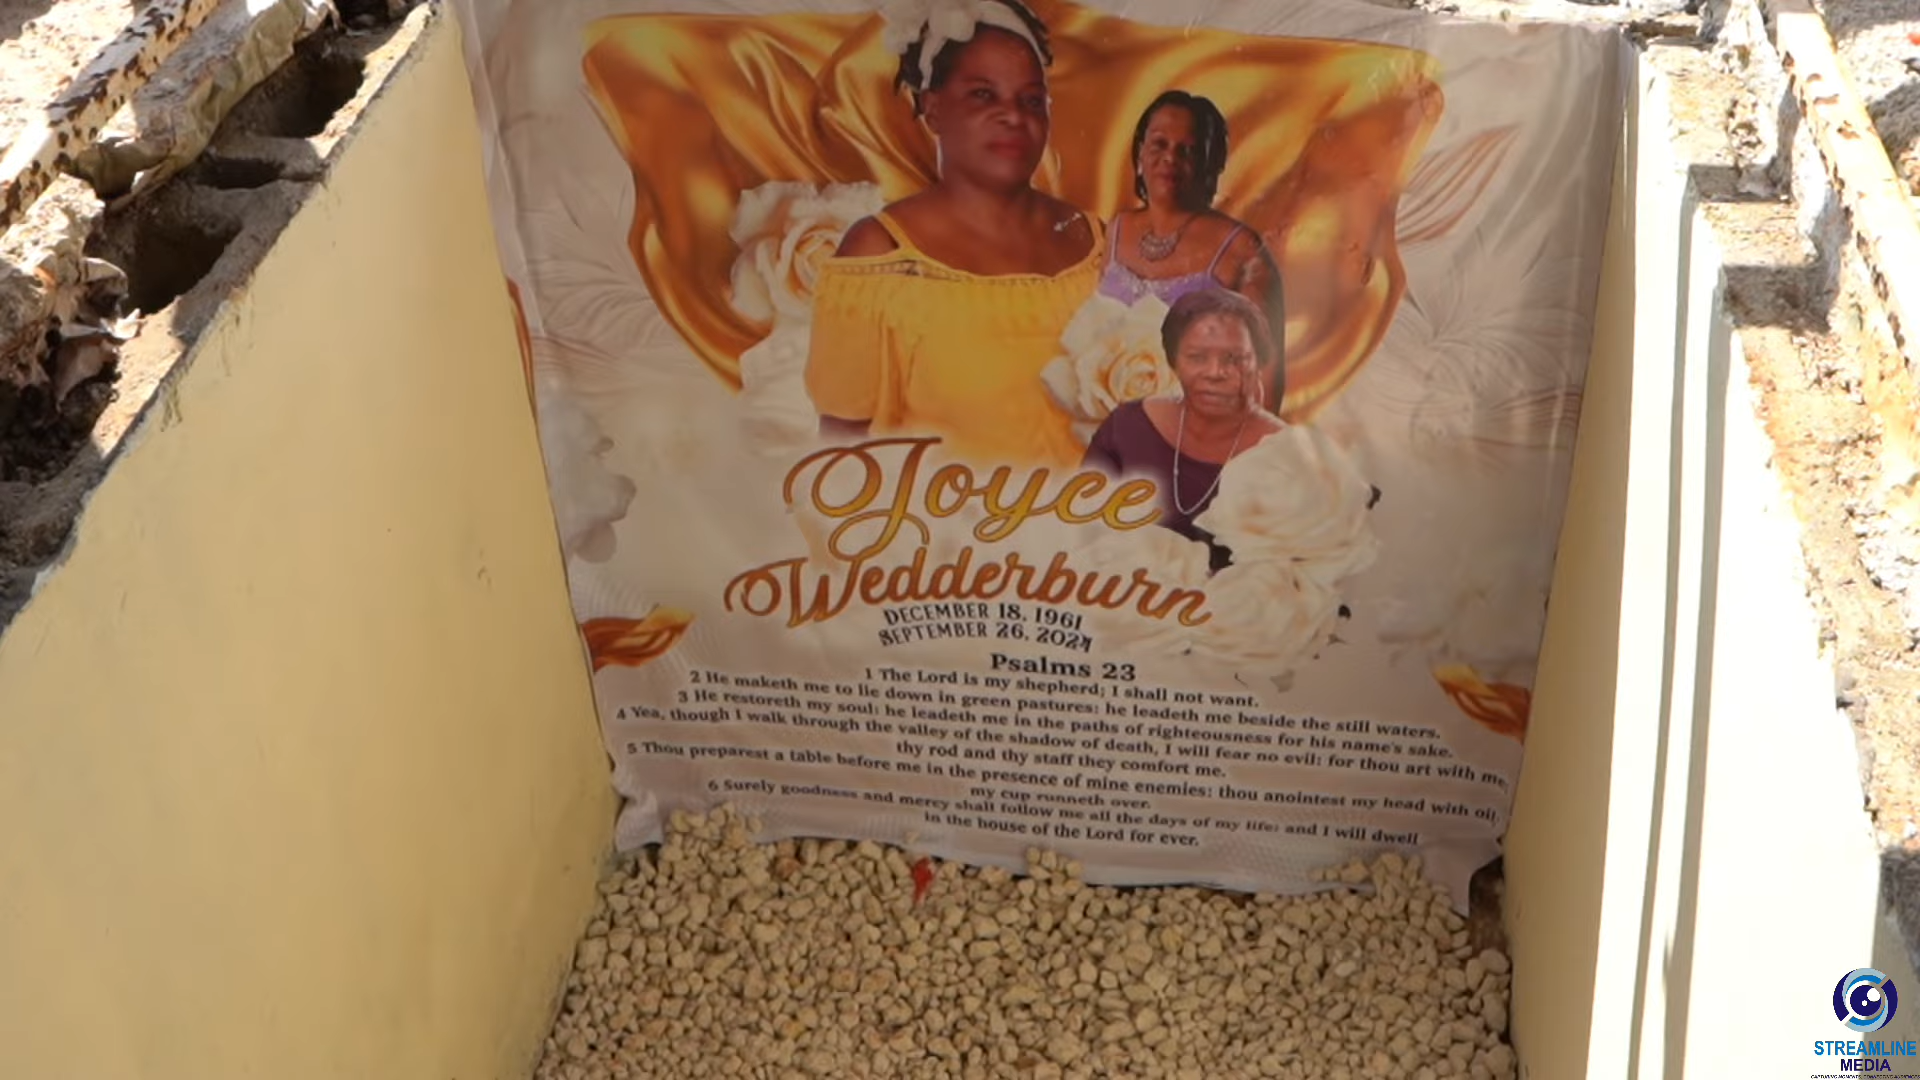 Joyce
Wedderburn
DECEMBER 18, 1961
SEPTEMBER 26, 2024
Psalms 23
1 The Lord is my shepherd; I shall not want.
2 He maketh me to lie down in green pastures: he leadeth me beside the still waters.
3 He restoreth my soul: he leadeth me in the paths of righteousness for his name's sake.
4 Yea, though I walk through the valley of the shadow of death, I will fear no evil: for thou art with me;
thy rod and thy staff they comfort me.
5 Thou preparest a table before me in the presence of mine enemies: thou anointest my head with oil;
my cup runneth over.
6 Surely goodness and mercy shall follow me all the days of my life: and I will dwell
in the house of the Lord for ever.
STREAMLINE
MEDIA
CAPTURING MOMENTS, CONNECTING AUDIENCES